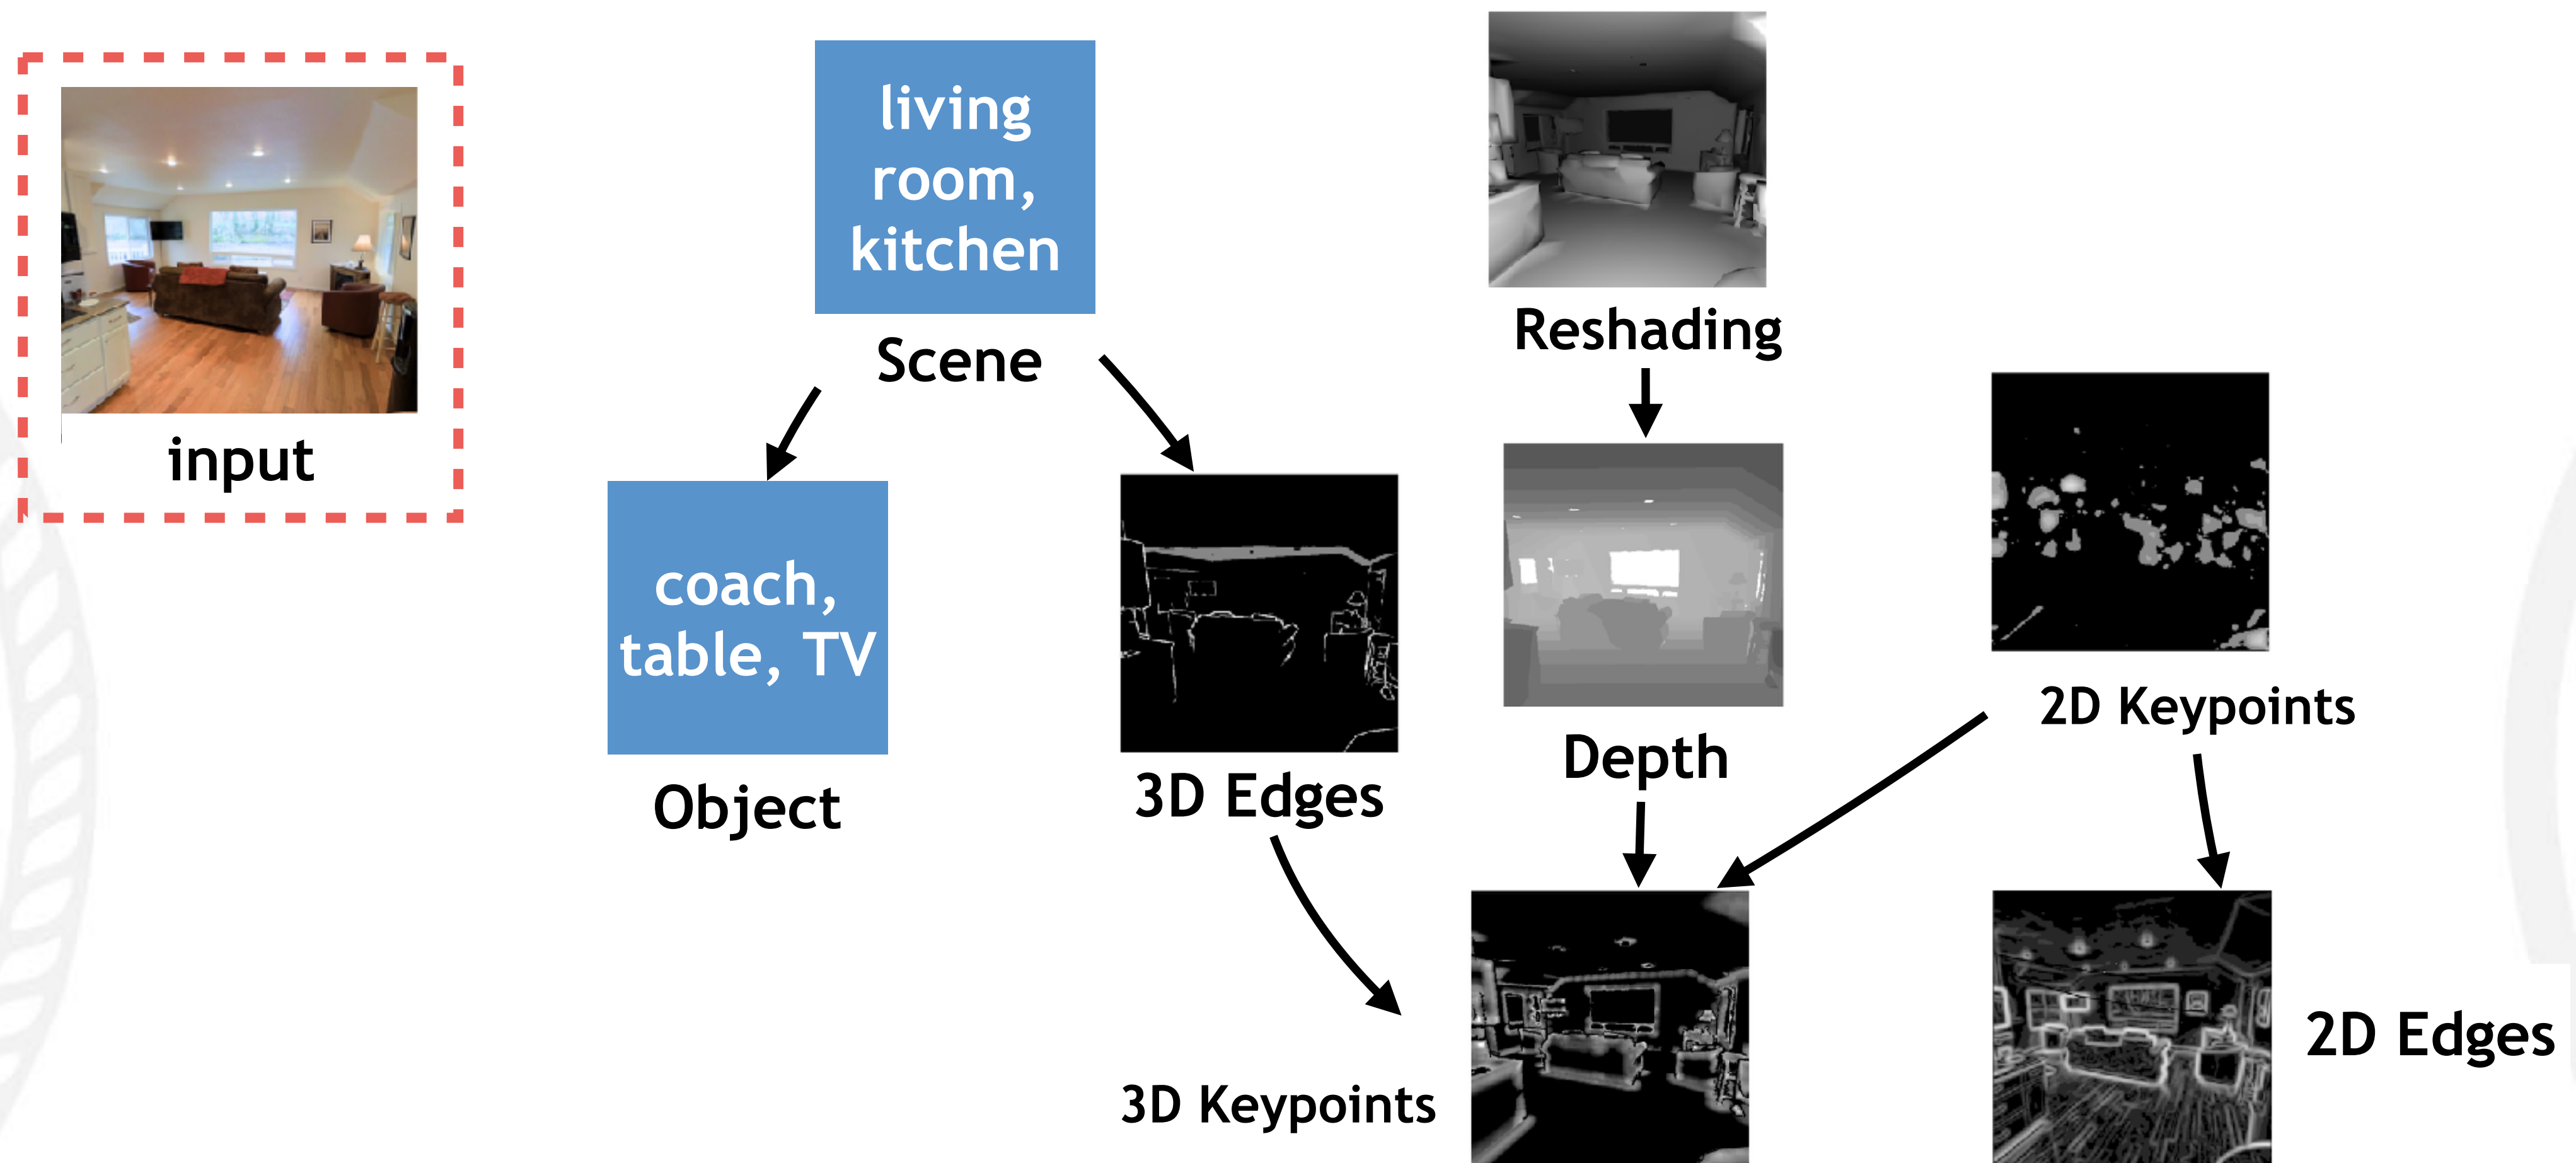 input
living
room,
kitchen
Scene
coach,
table, TV
Object
3D Edges
Reshading
Depth
2D Keypoints
3D Keypoints
2D Edges